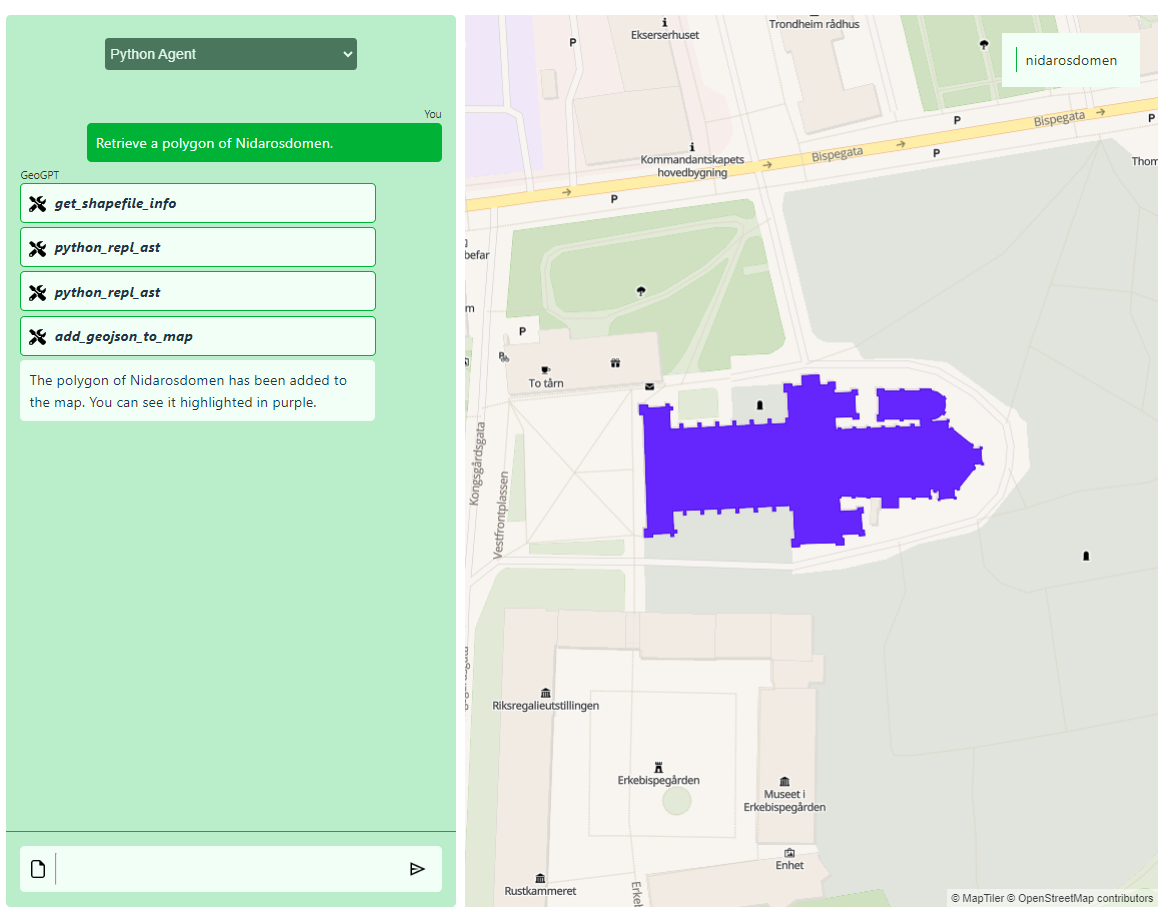 Python Agent
You
Retrieve a polygon of Nidarosdomen.
GeoGPT
get_shapefile_info
python_repl_ast
python_repl_ast
add_geojson_to_map
The polygon of Nidarosdomen has been added to
the map. You can see it highlighted in purple.
nidarosdomen
Trondheim rådhus
Ekserserhuset
P
P
Bispegata
P
Kommandantskapets
hovedbygning
Bispegata
P
Thom
P
befar
m
P
To tårn
Kongsgårdsgata
Vestfrontplassen
Riksregalieutstillingen
Erkebispegården
Museet i
Erkebispegården
Enhet
Rustkammeret
Erkeb
© MapTiler © OpenStreetMap contributors